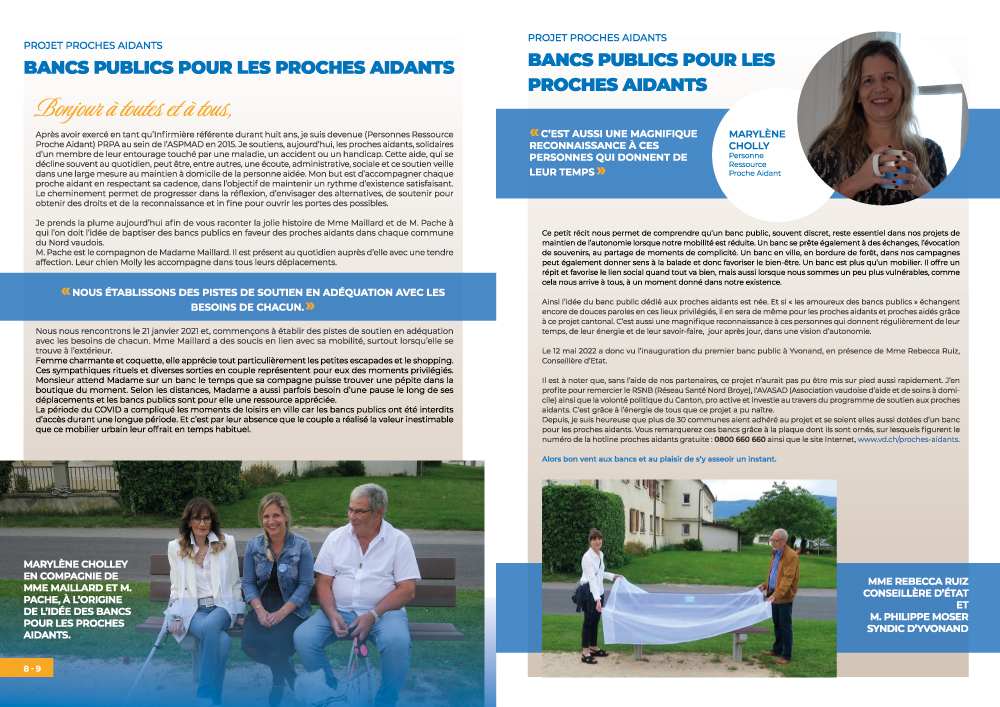 PROJET PROCHES AIDANTS
BANCS PUBLICS POUR LES PROCHES AIDANTS
Bonjour à toutes et à tous,
Après avoir exercé en tant qu'Infirmière référente durant huit ans, je suis devenue (Personnes Ressource
Proche Aidant) PRPA au sein de l'ASPMAD en 2015. Je soutiens, aujourd'hui, les proches aidants, solidaires
d'un membre de leur entourage touché par une maladie, un accident ou un handicap. Cette aide, qui se
décline souvent au quotidien, peut être, entre autres, une écoute, administrative, sociale et ce soutien veille
dans une large mesure au maintien à domicile de la personne aidée. Mon but est d'accompagner chaque
proche aidant en respectant sa cadence, dans l'objectif de maintenir un rythme d'existence satisfaisant.
Le cheminement permet de progresser dans la réflexion, d'envisager des alternatives, de soutenir pour
obtenir des droits et de la reconnaissance et in fine pour ouvrir les portes des possibles.
Je prends la plume aujourd'hui afin de vous raconter la jolie histoire de Mme Maillard et de M. Pache à
qui l'on doit l'idée de baptiser des bancs publics en faveur des proches aidants dans chaque commune
du Nord vaudois.
M. Pache est le compagnon de Madame Maillard. Il est présent au quotidien auprès d'elle avec une tendre
affection. Leur chien Molly les accompagne dans tous leurs déplacements.
« NOUS ÉTABLISSONS DES PISTES DE SOUTIEN EN ADÉQUATION AVEC LES
BESOINS DE CHACUN. »
Nous nous rencontrons le 21 janvier 2021 et, commençons à établir des pistes de soutien en adéquation
avec les besoins de chacun. Mme Maillard a des soucis en lien avec sa mobilité, surtout lorsqu'elle se
trouve à l'extérieur.
Femme charmante et coquette, elle apprécie tout particulièrement les petites escapades et le shopping.
Ces sympathiques rituels et diverses sorties en couple représentent pour eux des moments privilégiés.
Monsieur attend Madame sur un banc le temps que sa compagne puisse trouver une pépite dans la
boutique du moment. Selon les distances, Madame a aussi parfois besoin d'une pause le long de ses
déplacements et les bancs publics sont pour elle une ressource appréciée.
La période du COVID a compliqué les moments de loisirs en ville car les bancs publics ont été interdits
d'accès durant une longue période. Et c'est par leur absence que le couple a réalisé la valeur inestimable
que ce mobilier urbain leur offrait en temps habituel.
MARYLÈNE CHOLLEY
EN COMPAGNIE DE
MME MAILLARD ET M.
PACHE, À L'ORIGINE
DE L'IDÉE DES BANCS
POUR LES PROCHES
AIDANTS.
8 - 9
PROJET PROCHES AIDANTS
BANCS PUBLICS POUR LES
PROCHES AIDANTS
« C'EST AUSSI UNE MAGNIFIQUE
RECONNAISSANCE À CES
PERSONNES QUI DONNENT DE
LEUR TEMPS »
MARYLÈNE
CHOLLY
Personne
Ressource
Proche Aidant
Ce petit récit nous permet de comprendre qu'un banc public, souvent discret, reste essentiel dans nos projets de
maintien de l'autonomie lorsque notre mobilité est réduite. Un banc se prête également à des échanges, l'évocation
de souvenirs, au partage de moments de complicité. Un banc en ville, en bordure de forêt, dans nos campagnes
peut également donner sens à la balade et donc favoriser le bien-être. Un banc est plus qu'un mobilier. Il offre un
répit et favorise le lien social quand tout va bien, mais aussi lorsque nous sommes un peu plus vulnérables, comme
cela nous arrive à tous, à un moment donné dans notre existence.
Ainsi l'idée du banc public dédié aux proches aidants est née. Et si « les amoureux des bancs publics » échangent
encore de douces paroles en ces lieux privilégiés, il en sera de même pour les proches aidants et proches aidés grâce
à ce projet cantonal. C'est aussi une magnifique reconnaissance à ces personnes qui donnent régulièrement de leur
temps, de leur énergie et de leur savoir-faire, jour après jour, dans une vision d'autonomie.
Le 12 mai 2022 a donc vu l'inauguration du premier banc public à Yvonand, en présence de Mme Rebecca Ruiz,
Conseillère d'Etat.
Il est à noter que, sans l'aide de nos partenaires, ce projet n'aurait pas pu être mis sur pied aussi rapidement. J'en
profite pour remercier le RSNB (Réseau Santé Nord Broye), l'AVASAD (Association vaudoise d'aide et de soins à domi-
cile) ainsi que la volonté politique du Canton, pro active et investie au travers du programme de soutien aux proches
aidants. C'est grâce à l'énergie de tous que ce projet a pu naître.
Depuis, je suis heureuse que plus de 30 communes aient adhéré au projet et se soient elles aussi dotées d'un banc
pour les proches aidants. Vous remarquerez ces bancs grâce à la plaque dont ils sont ornés, sur lesquels figurent le
numéro de la hotline proches aidants gratuite : 0800 660 660 ainsi que le site Internet, www.vd.ch/proches-aidants.
Alors bon vent aux bancs et au plaisir de s'y asseoir un instant.
MME REBECCA RUIZ
CONSEILLÈRE D'ÉTAT
ET
M. PHILIPPE MOSER
SYNDIC D'YVONAND